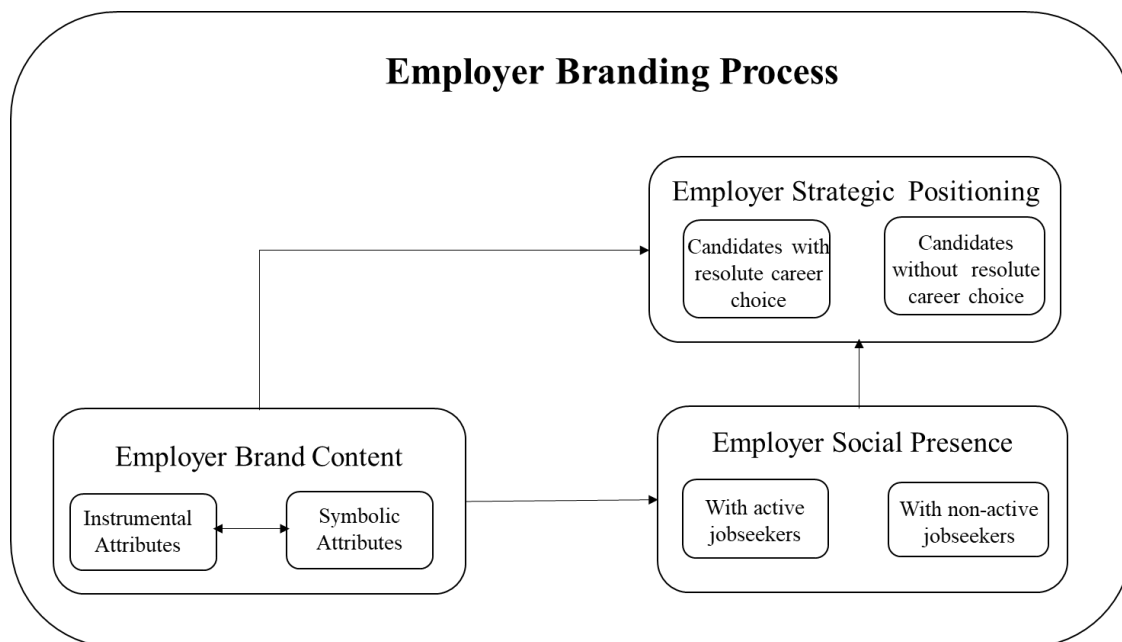 Employer Branding Process
Employer Strategic Positioning
Candidates with
resolute career
choice
Candidates
without resolute
career choice
Employer Brand Content
Instrumental
Attributes
Symbolic
Attributes
Employer Social Presence
With active
jobseekers
With non-active
jobseekers